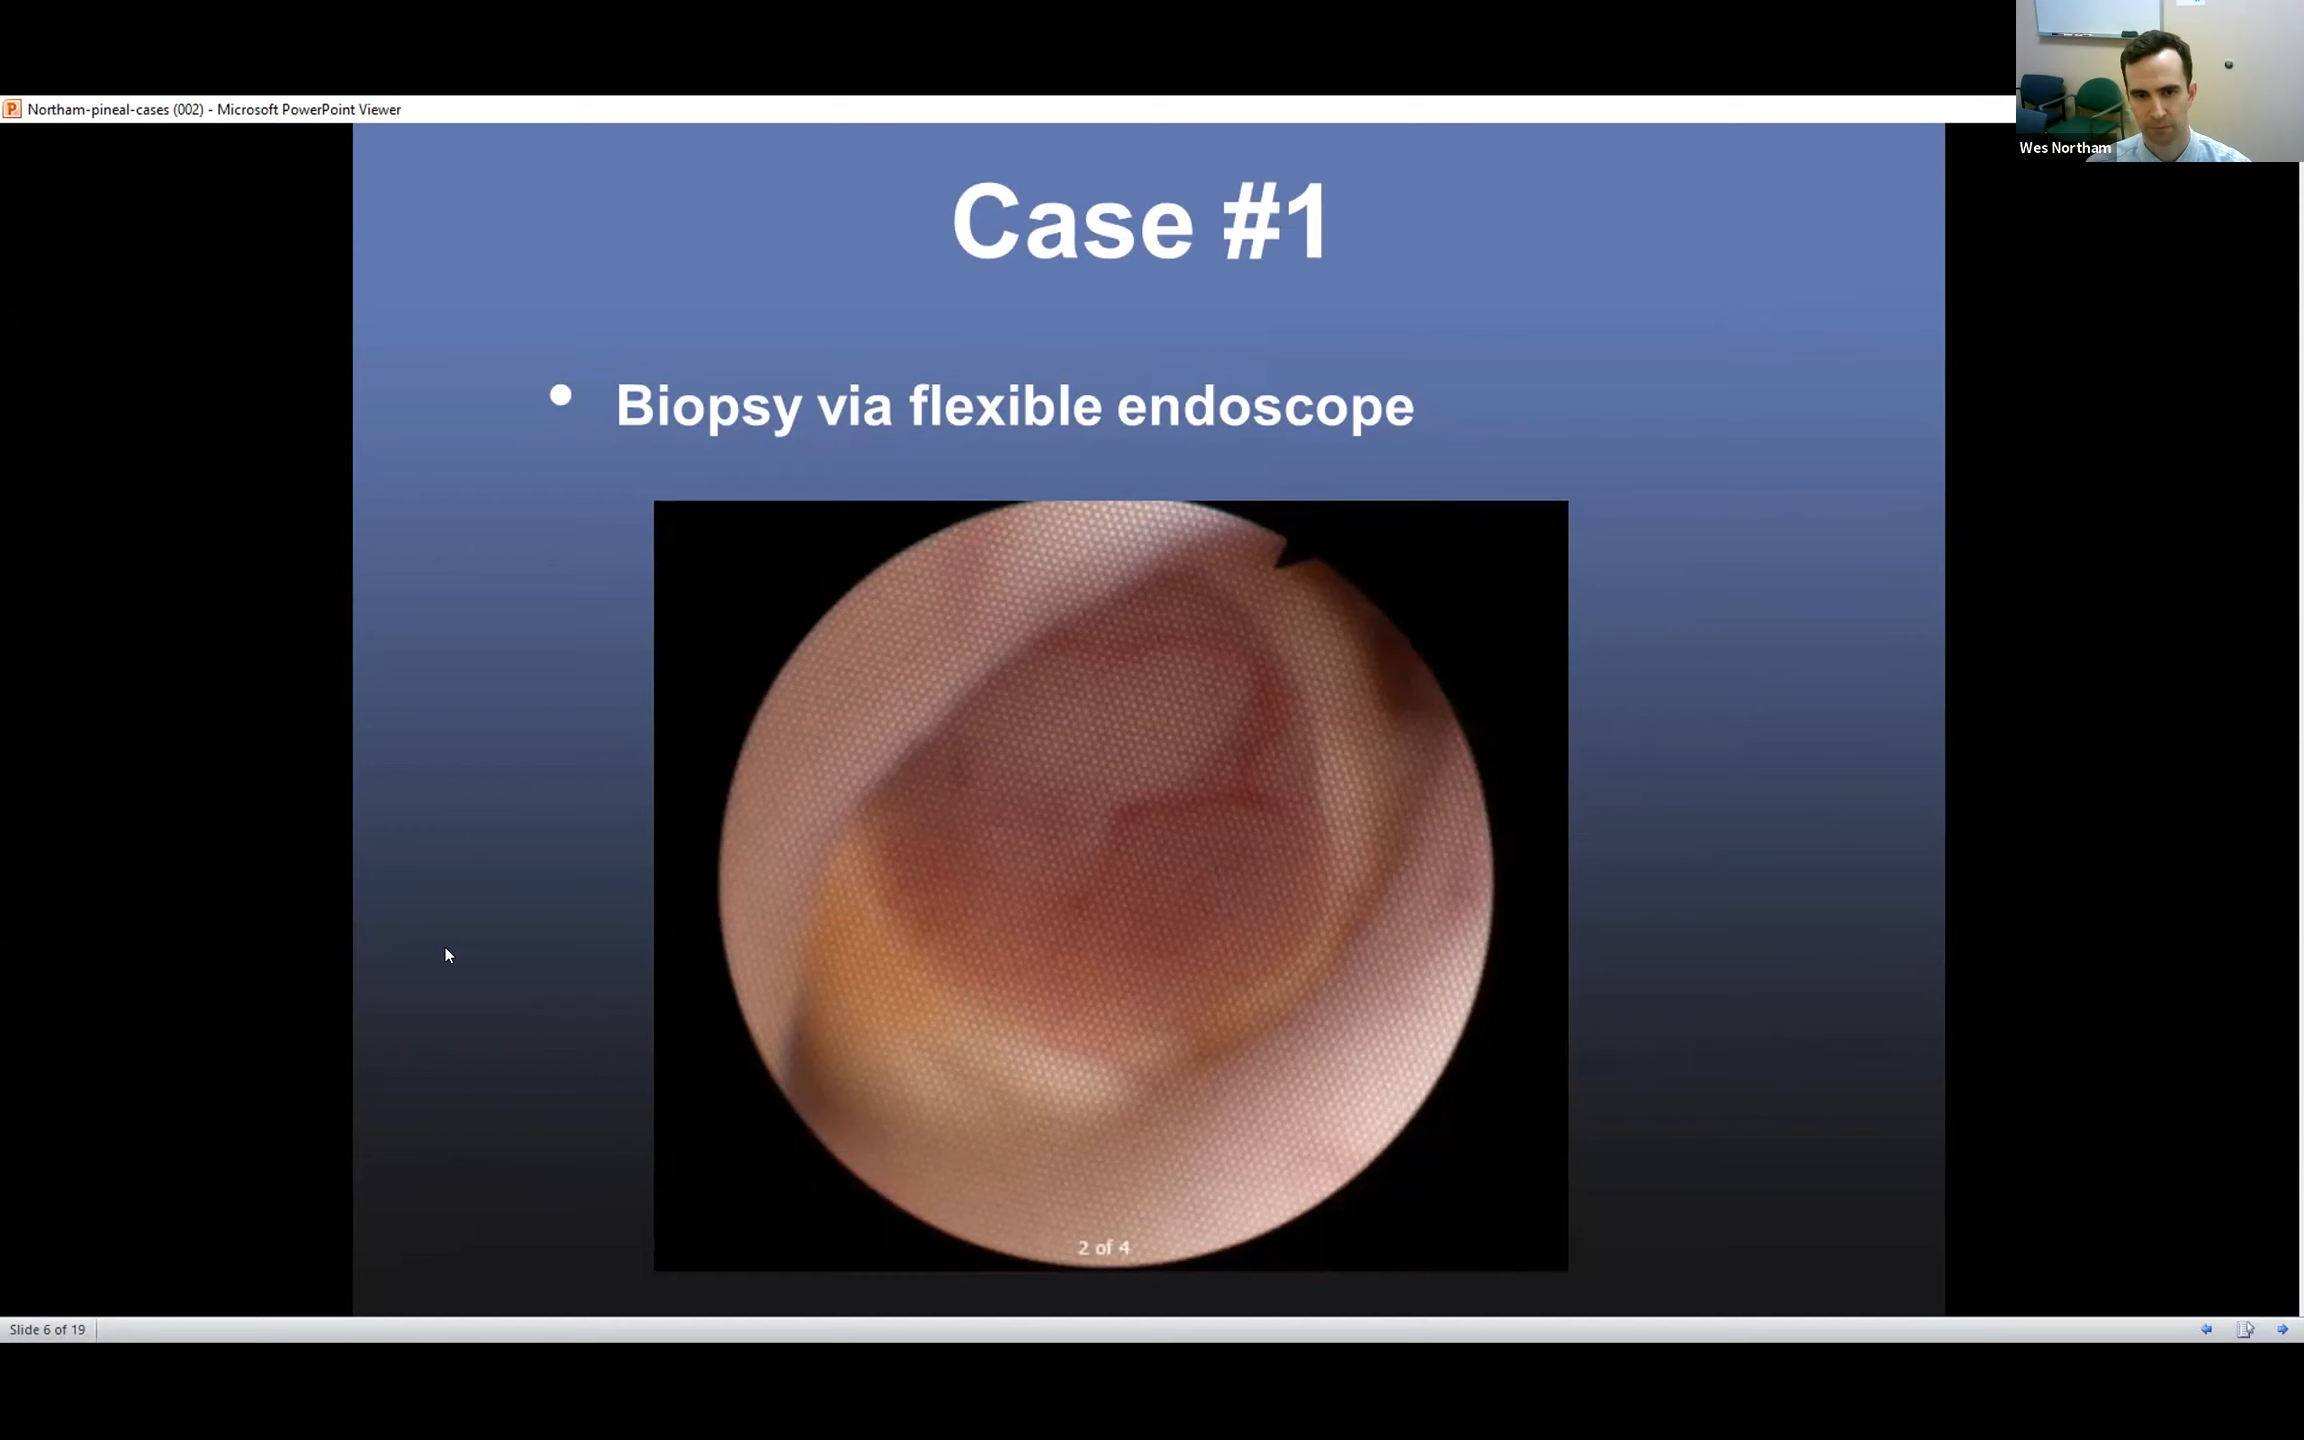 Northam-pineal-cases (002) - Microsoft PowerPoint Viewer
Wes Northam
Case #1
• Biopsy via flexible endoscope
2 of 4
Slide 6 of 19